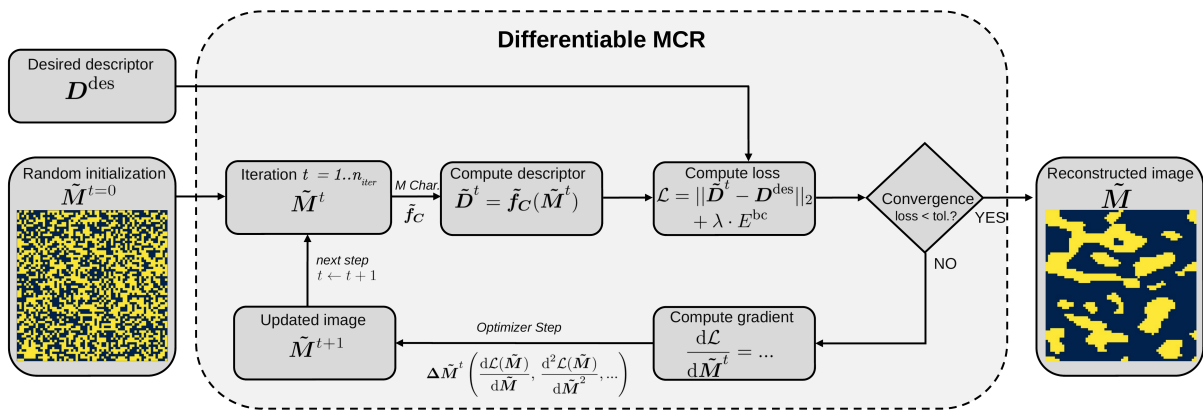 Differentiable MCR
Desired descriptor
D^des
Random initialization
M̃^{t=0}
Iteration t = 1..n_iter
M̃^t
M Char.
f̃_C
Compute descriptor
D̃^t = f̃_C(M̃^t)
Compute loss
ℒ = ||D̃^t − D^des||_2
+ λ · E^bc
Convergence
loss < tol.?
YES
NO
Reconstructed image
M̃
Compute gradient
dℒ/dM̃^t = ...
Optimizer Step
ΔM̃^t (dℒ(M̃)/dM̃, d²ℒ(M̃)/dM̃², ...)
Updated image
M̃^{t+1}
next step
t ← t + 1